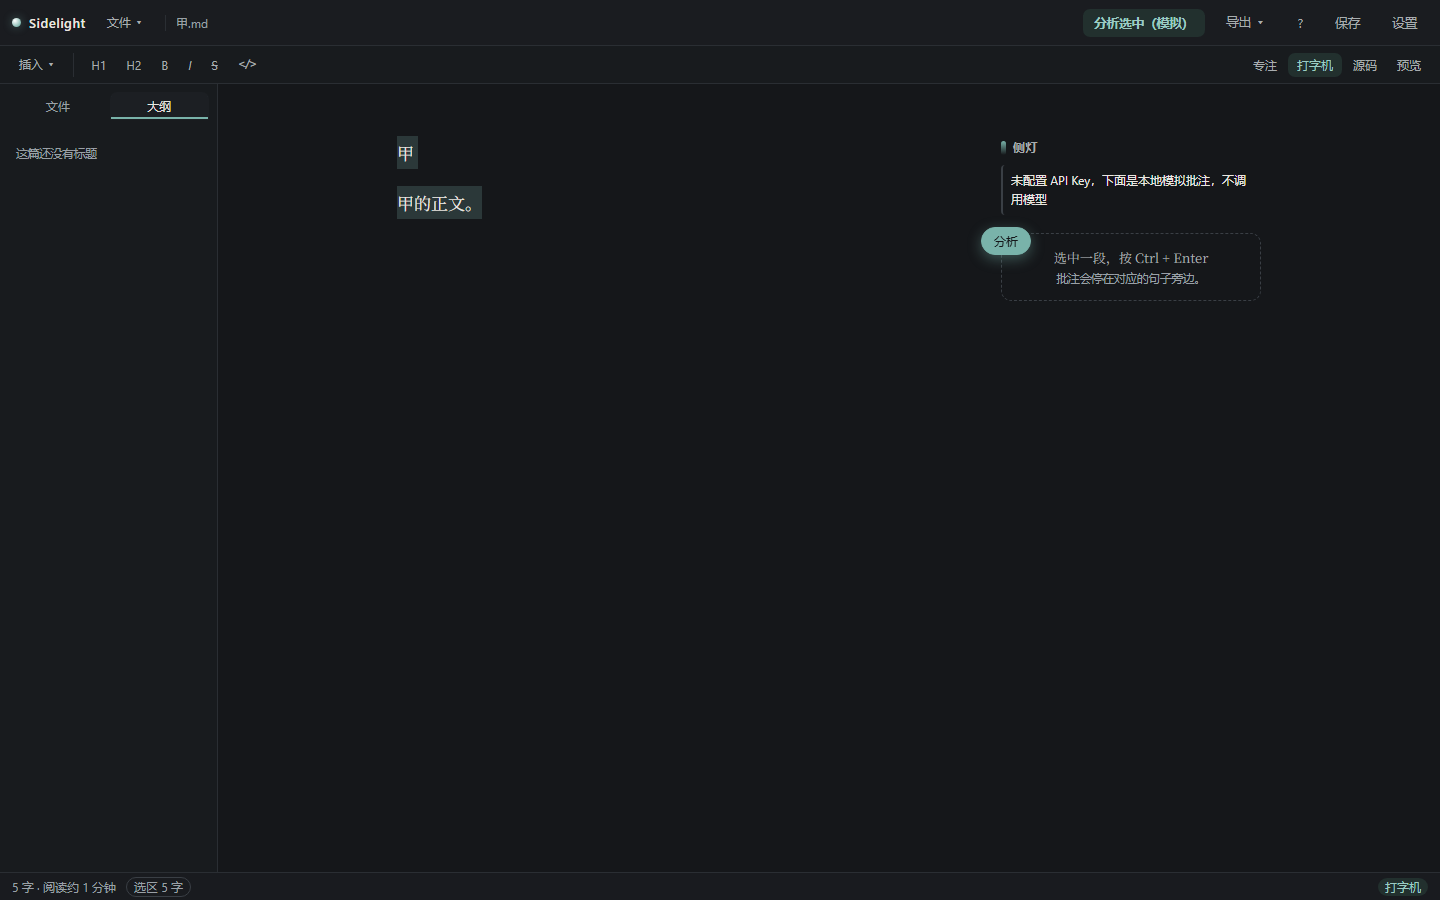 Sidelight 文件 甲.md 分析选中（模拟） 导出 ? 保存 设置
插入 H1 H2 B I S </> 专注 打字机 源码 预览
文件 大纲
这篇还没有标题
甲
甲的正文。
侧灯
未配置 API Key，下面是本地模拟批注，不调
用模型
分析
选中一段，按 Ctrl + Enter
批注会停在对应的句子旁边。
5 字 · 阅读约 1 分钟 选区 5 字 打字机